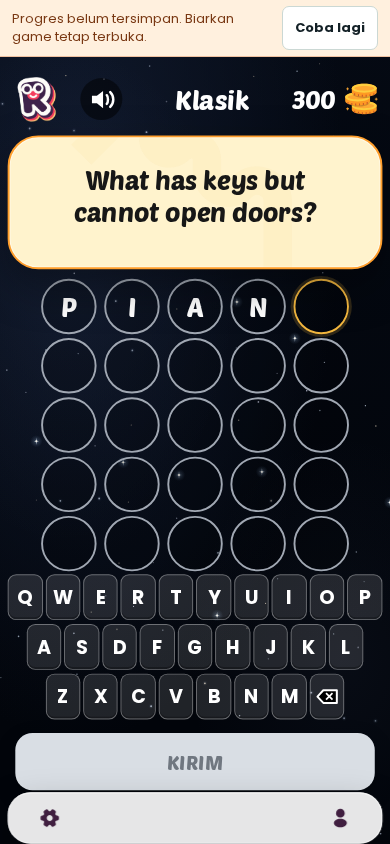 Progres belum tersimpan. Biarkan
game tetap terbuka.
Coba lagi
Klasik
300
What has keys but
cannot open doors?
P I A N
Q W E R T Y U I O P
A S D F G H J K L
Z X C V B N M
KIRIM